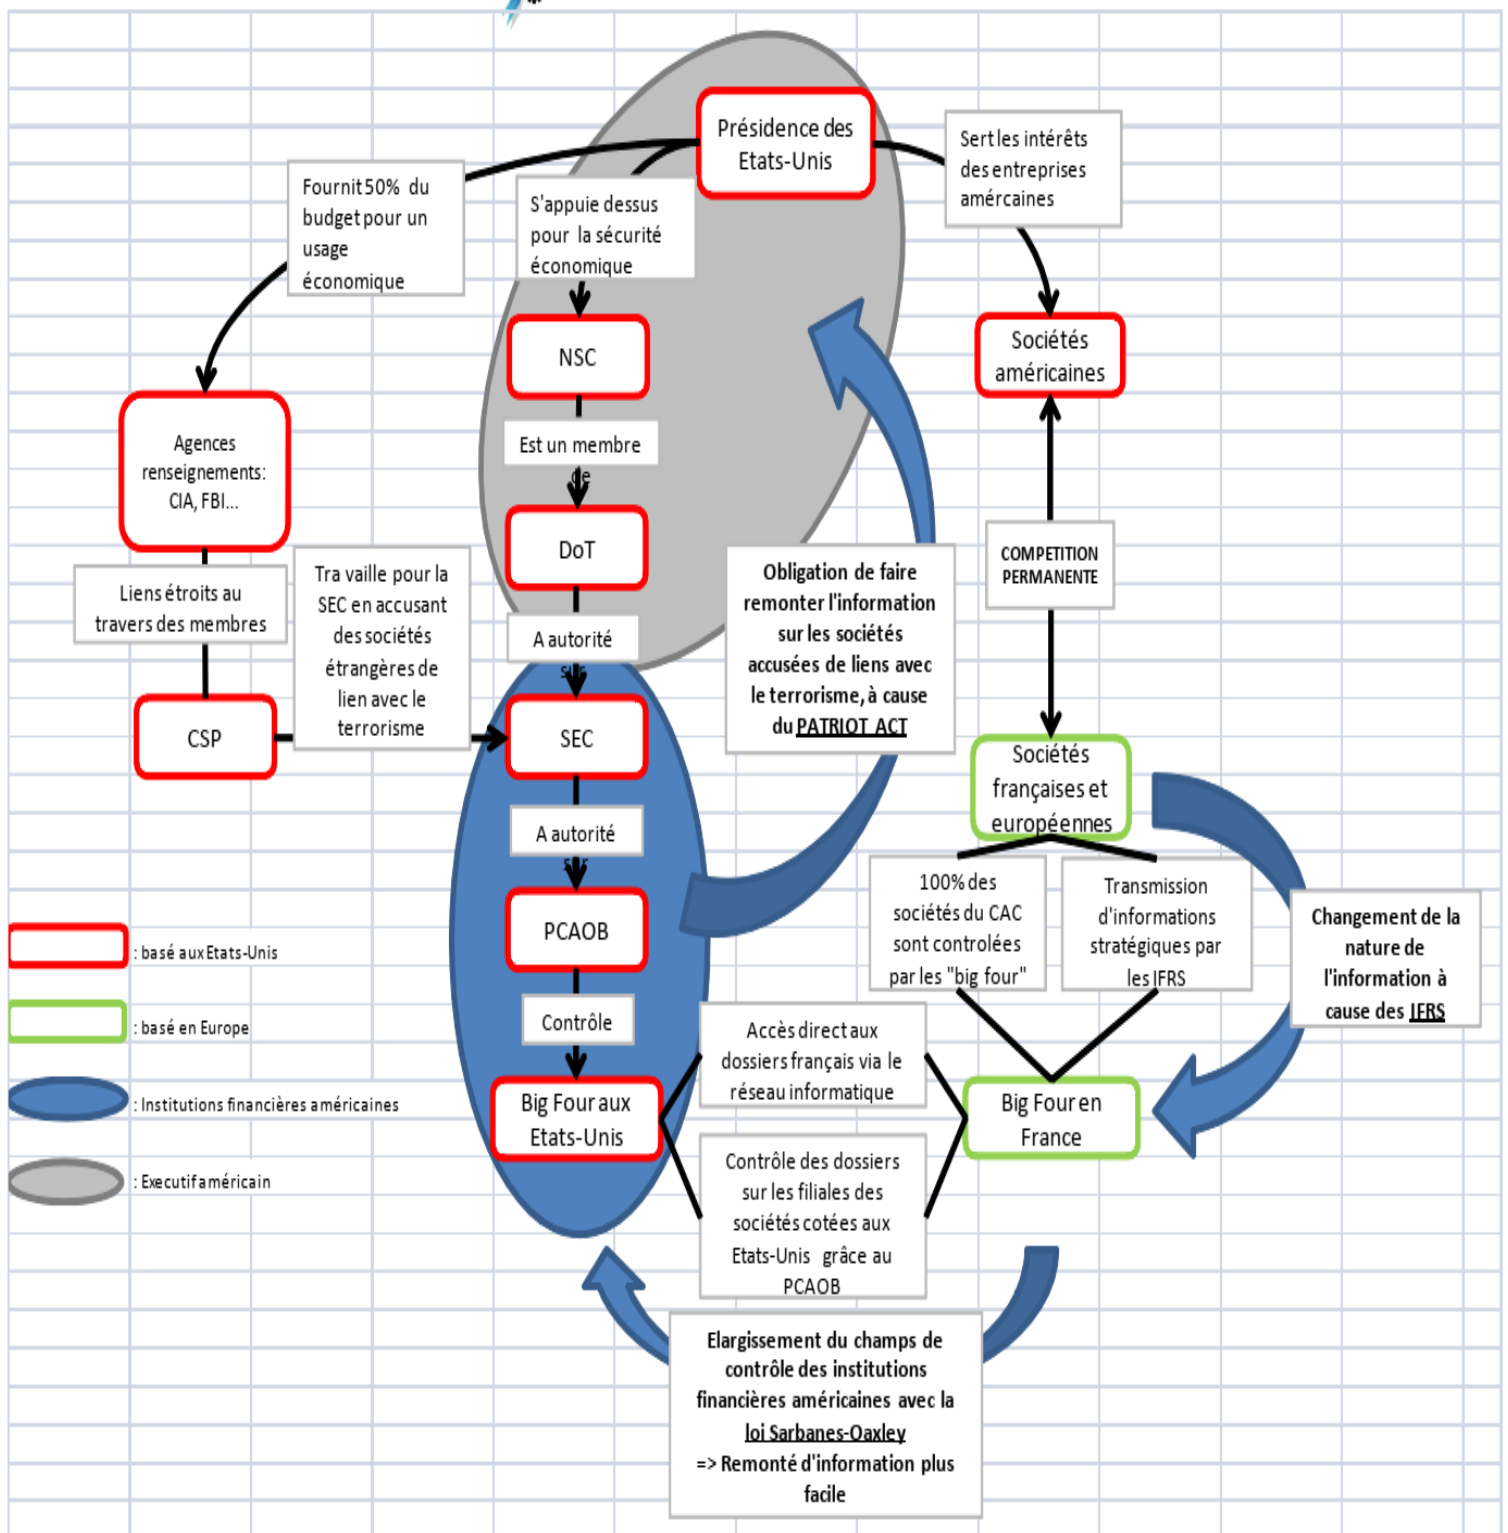 Présidence des
Etats-Unis
Sert les intérêts
des entreprises
amércaines
Fournit 50% du
budget pour un
usage
économique
S'appuie dessus
pour la sécurité
économique
NSC
Sociétés
américaines
Est un membre
de
Agences
renseignements:
CIA, FBI...
DoT
COMPETITION
PERMANENTE
Liens étroits au
travers des membres
Tra vaille pour la
SEC en accusant
des sociétés
étrangères de
lien avec le
terrorisme
A autorité
sur
Obligation de faire
remonter l'information
sur les sociétés
accusées de liens avec
le terrorisme, à cause
du PATRIOT ACT
CSP
SEC
Sociétés
françaises et
européennes
A autorité
sur
100% des
sociétés du CAC
sont controlées
par les "big four"
Transmission
d'informations
stratégiques par
les IFRS
Changement de la
nature de
l'information à
cause des IFRS
PCAOB
: basé aux Etats-Unis
: basé en Europe
: Institutions financières américaines
: Executif américain
Contrôle
Accès direct aux
dossiers français via le
réseau informatique
Big Four aux
Etats-Unis
Big Four en
France
Contrôle des dossiers
sur les filiales des
sociétés cotées aux
Etats-Unis grâce au
PCAOB
Elargissement du champs de
contrôle des institutions
financières américaines avec la
loi Sarbanes-Oaxley
=> Remonté d'information plus
facile